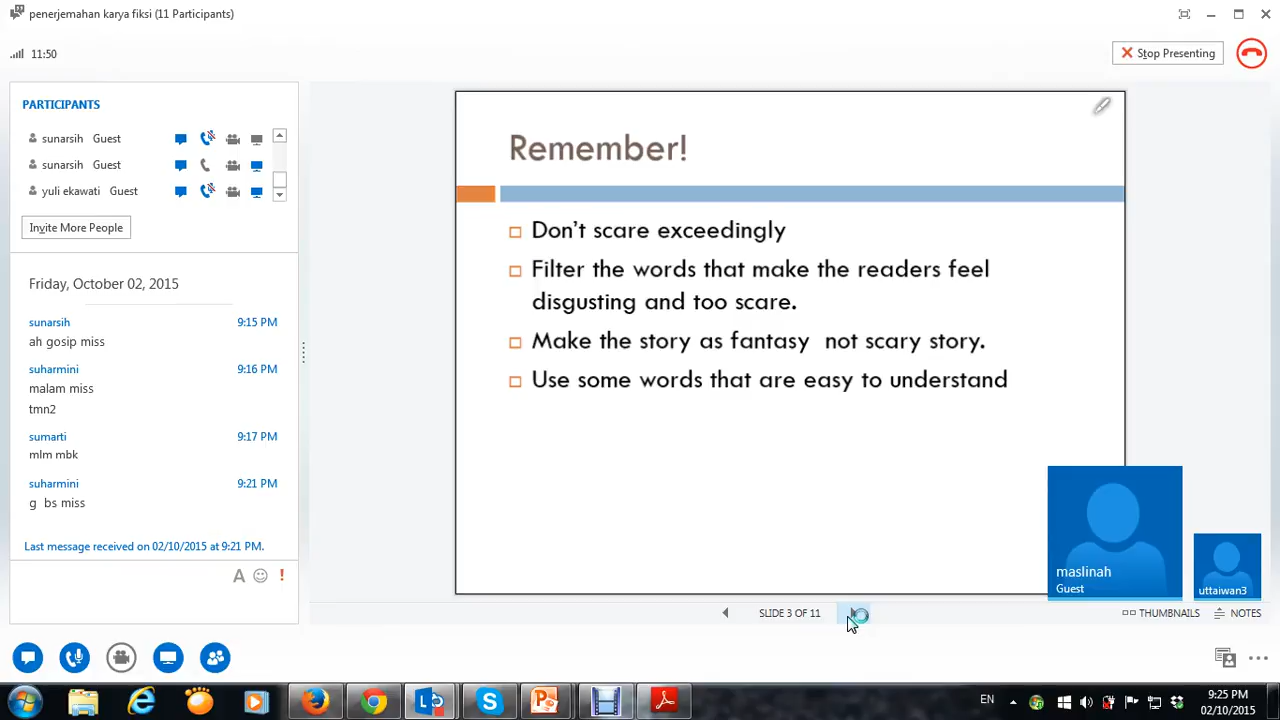 penerjemahan karya fiksi (11 Participants)
11:50
Stop Presenting
PARTICIPANTS
sunarsih Guest
sunarsih Guest
yuli ekawati Guest
Invite More People
Friday, October 02, 2015
sunarsih 9:15 PM
ah gosip miss
suharmini 9:16 PM
malam miss
tmn2
sumarti 9:17 PM
mlm mbk
suharmini 9:21 PM
g bs miss
Last message received on 02/10/2015 at 9:21 PM.
A
Remember!
Don't scare exceedingly
Filter the words that make the readers feel
disgusting and too scare.
Make the story as fantasy not scary story.
Use some words that are easy to understand
maslinah
Guest
uttaiwan3
SLIDE 3 OF 11
THUMBNAILS
NOTES
EN
9:25 PM
02/10/2015